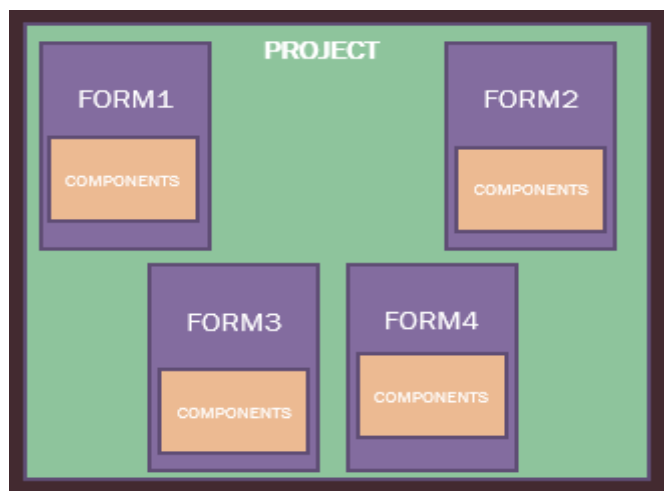 PROJECT
FORM1
COMPONENTS
FORM2
COMPONENTS
FORM3
COMPONENTS
FORM4
COMPONENTS